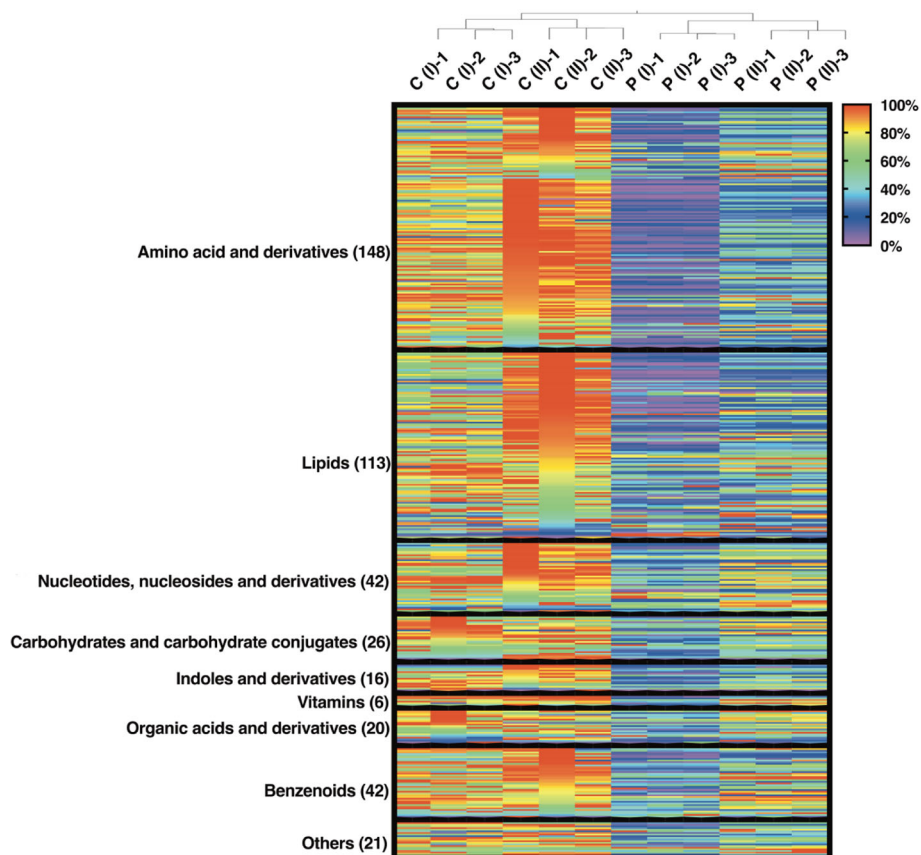 C (I)-1
C (I)-2
C (I)-3
C (II)-1
C (II)-2
C (II)-3
P (I)-1
P (I)-2
P (I)-3
P (II)-1
P (II)-2
P (II)-3
100%
80%
60%
40%
20%
0%
Amino acid and derivatives (148)
Lipids (113)
Nucleotides, nucleosides and derivatives (42)
Carbohydrates and carbohydrate conjugates (26)
Indoles and derivatives (16)
Vitamins (6)
Organic acids and derivatives (20)
Benzenoids (42)
Others (21)